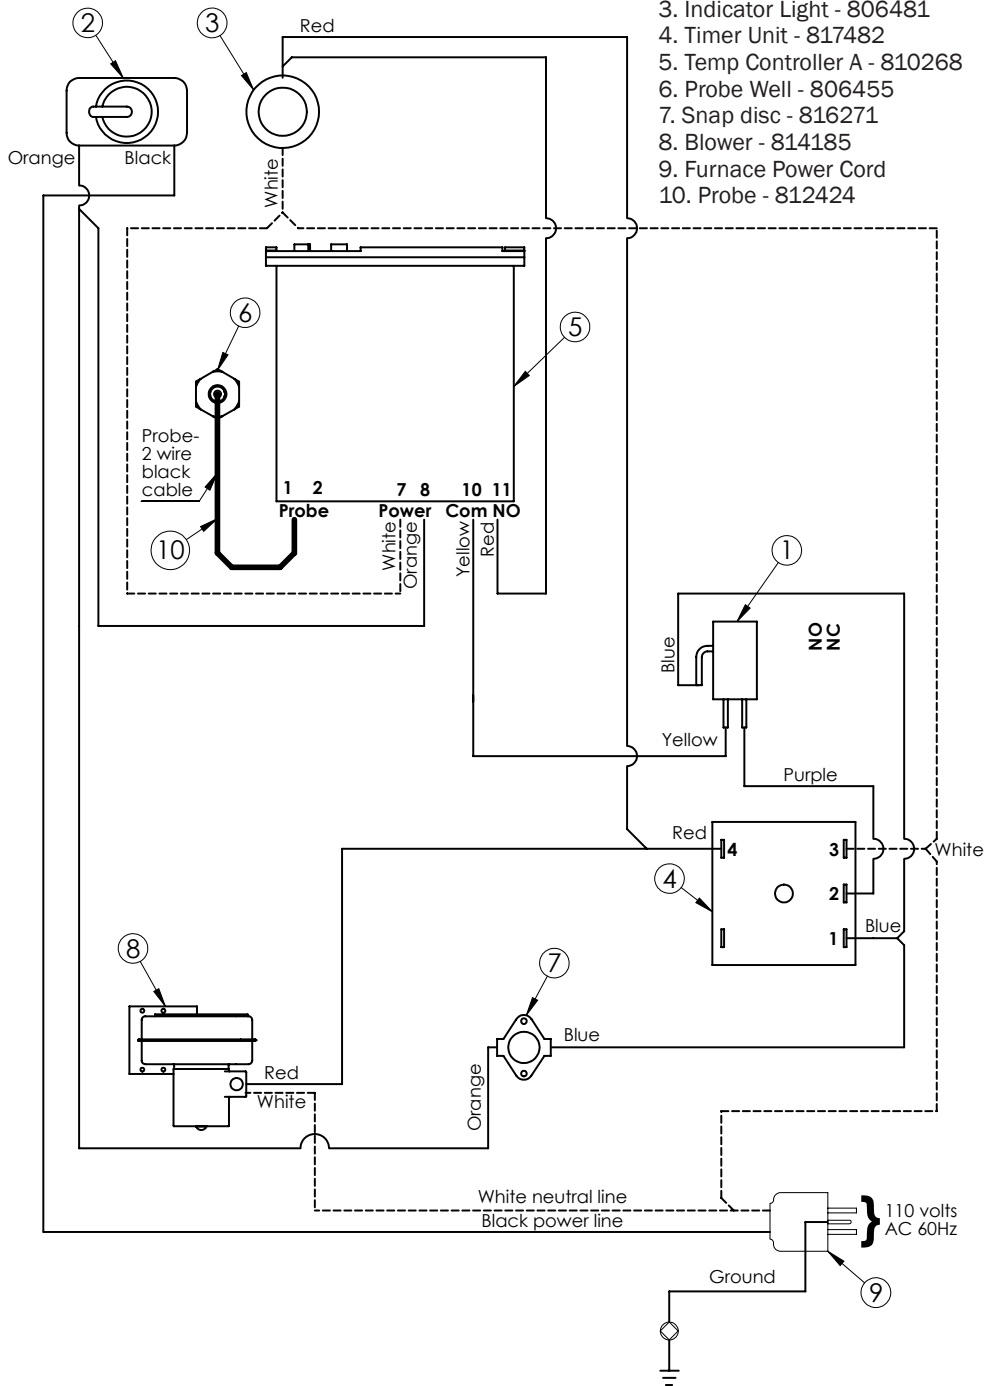 3. Indicator Light - 806481
4. Timer Unit - 817482
5. Temp Controller A - 810268
6. Probe Well - 806455
7. Snap disc - 816271
8. Blower - 814185
9. Furnace Power Cord
10. Probe - 812424
2
3
Red
Orange
Black
White
6
5
Probe-
2 wire
black
cable
10
1 2 7 8 10 11
Probe Power Com NO
White
Orange
Yellow
Red
1
Blue
NO
NC
Yellow
Purple
Red
4
3
White
4
2
1
Blue
8
7
Blue
Red
White
Orange
White neutral line
Black power line
110 volts
AC 60Hz
Ground
9